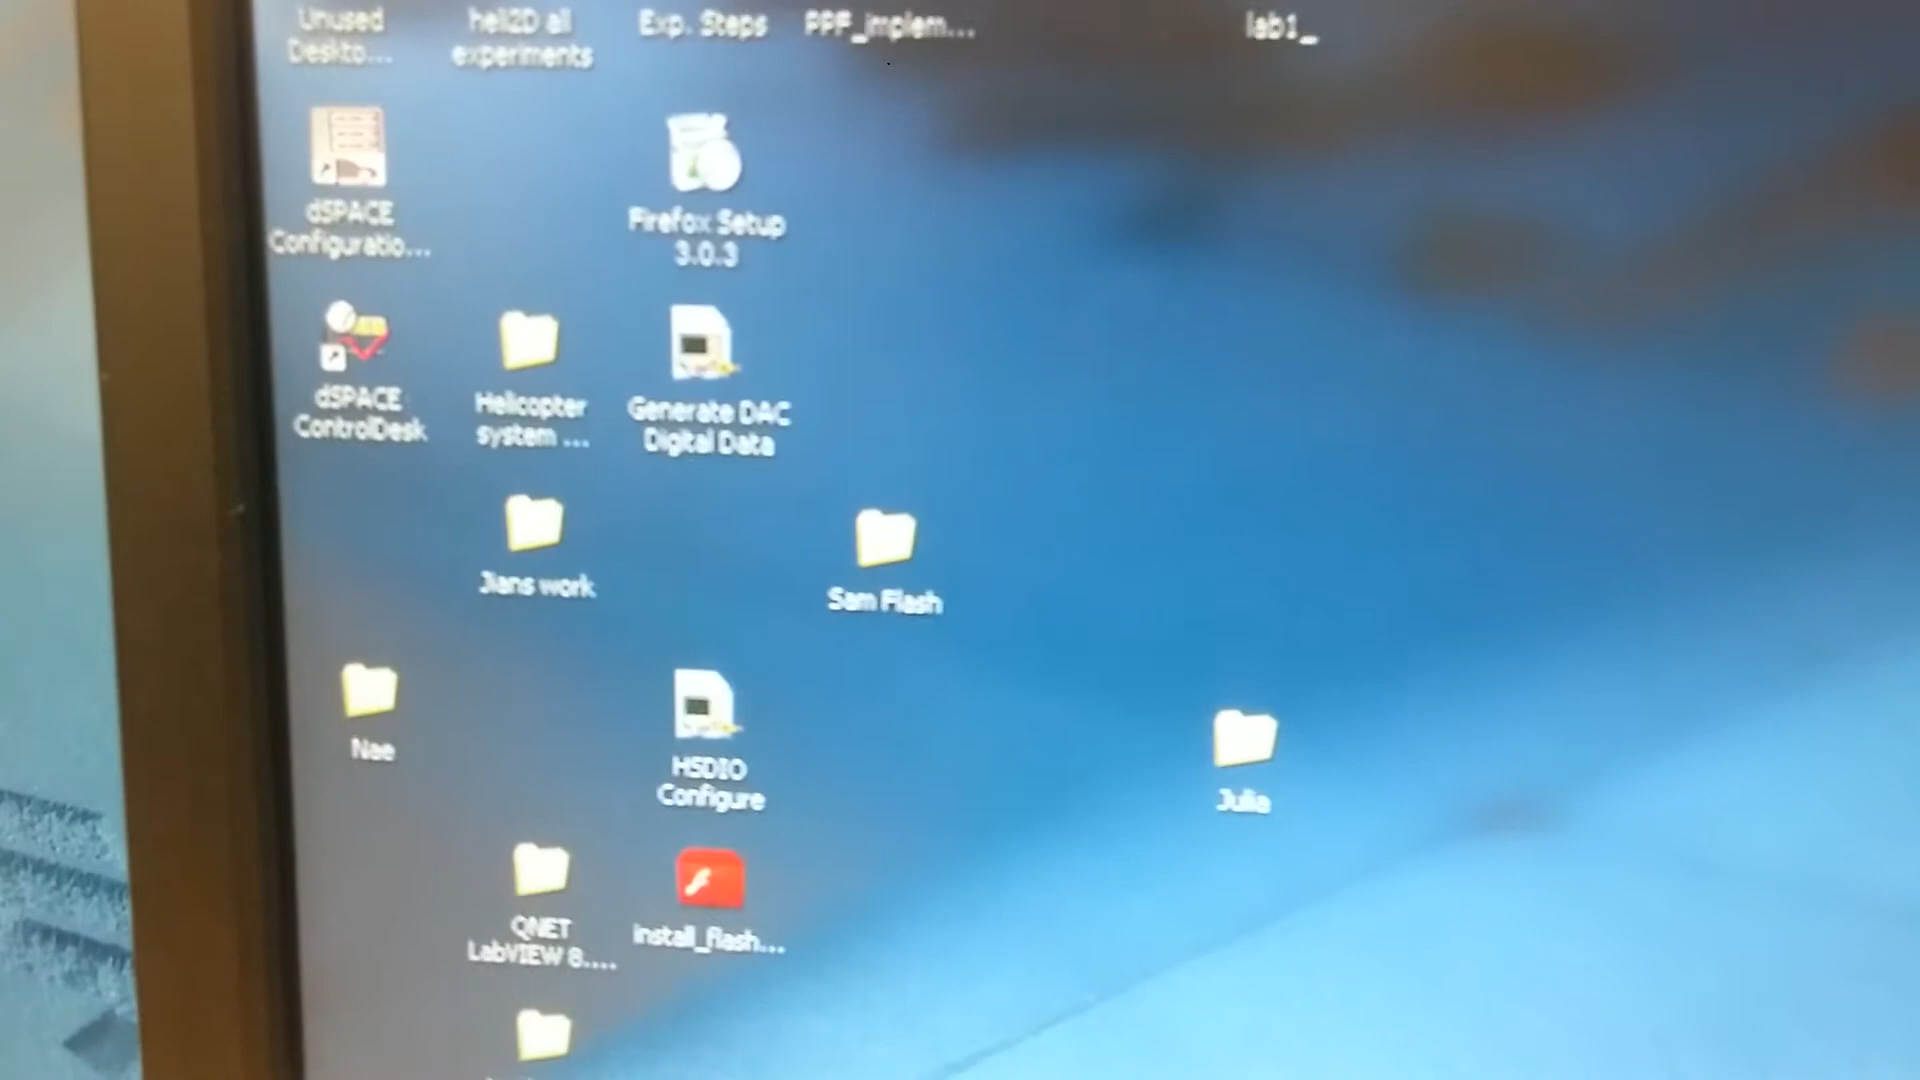 Unused
Deskto...
heli2D all
experiments
Exp. Steps
PPF_implem...
lab1_
dSPACE
Configuratio...
Firefox Setup
3.0.3
dSPACE
ControlDesk
Helicopter
system ...
Generate DAC
Digital Data
Jians work
Sam Flash
Nae
HSDIO
Configure
Julia
QNET
LabVIEW 8....
install_flash...